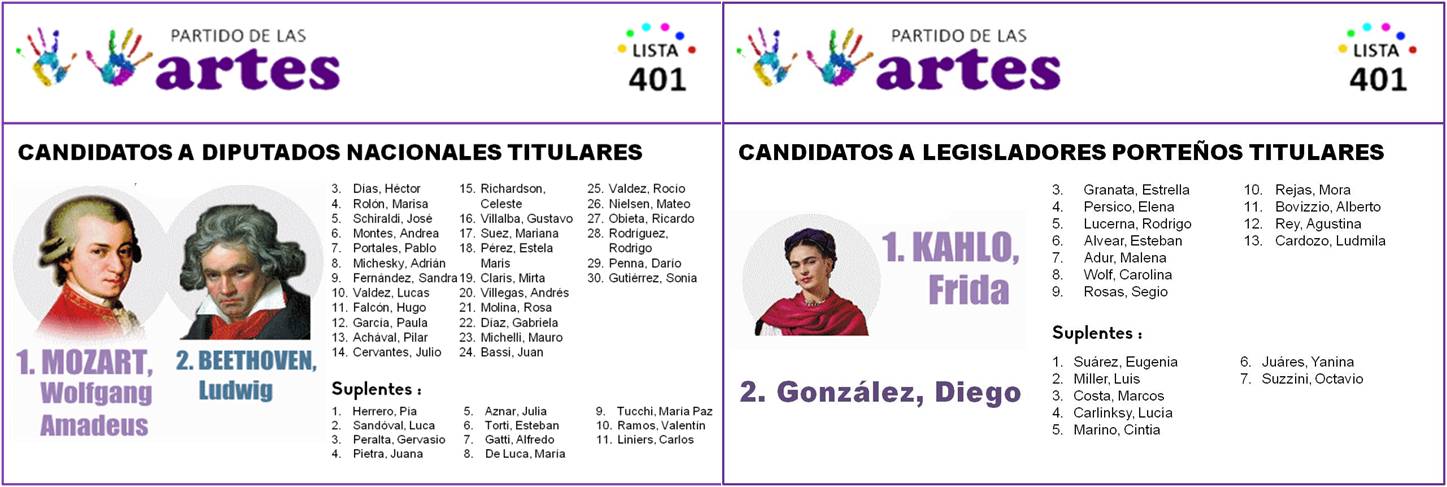 PARTIDO DE LAS
artes
LISTA
401
CANDIDATOS A DIPUTADOS NACIONALES TITULARES
1. MOZART,
Wolfgang
Amadeus
2. BEETHOVEN,
Ludwig
3. Días, Héctor
4. Rolón, Marisa
5. Schiraldi, José
6. Montes, Andrea
7. Portales, Pablo
8. Michesky, Adrián
9. Fernández, Sandra
10. Valdez, Lucas
11. Falcón, Hugo
12. García, Paula
13. Achával, Pilar
14. Cervantes, Julio
15. Richardson,
Celeste
16. Villalba, Gustavo
17. Suez, Mariana
18. Pérez, Estela
Maris
19. Claris, Mirta
20. Villegas, Andrés
21. Molina, Rosa
22. Díaz, Gabriela
23. Michelli, Mauro
24. Bassi, Juan
25. Valdez, Rocío
26. Nielsen, Mateo
27. Obieta, Ricardo
28. Rodríguez,
Rodrigo
29. Penna, Darío
30. Gutiérrez, Sonia
Suplentes :
1. Herrero, Pía
2. Sandóval, Luca
3. Peralta, Gervasio
4. Pietra, Juana
5. Aznar, Julia
6. Torti, Esteban
7. Gatti, Alfredo
8. De Luca, María
9. Tucchi, María Paz
10. Ramos, Valentín
11. Liniers, Carlos
PARTIDO DE LAS
artes
LISTA
401
CANDIDATOS A LEGISLADORES PORTEÑOS TITULARES
1. KAHLO,
Frida
2. González, Diego
3. Granata, Estrella
4. Persico, Elena
5. Lucerna, Rodrigo
6. Alvear, Esteban
7. Adur, Malena
8. Wolf, Carolina
9. Rosas, Segio
10. Rejas, Mora
11. Bovizzio, Alberto
12. Rey, Agustina
13. Cardozo, Ludmila
Suplentes :
1. Suárez, Eugenia
2. Miller, Luis
3. Costa, Marcos
4. Carlinksy, Lucía
5. Marino, Cintia
6. Juáres, Yanina
7. Suzzini, Octavio